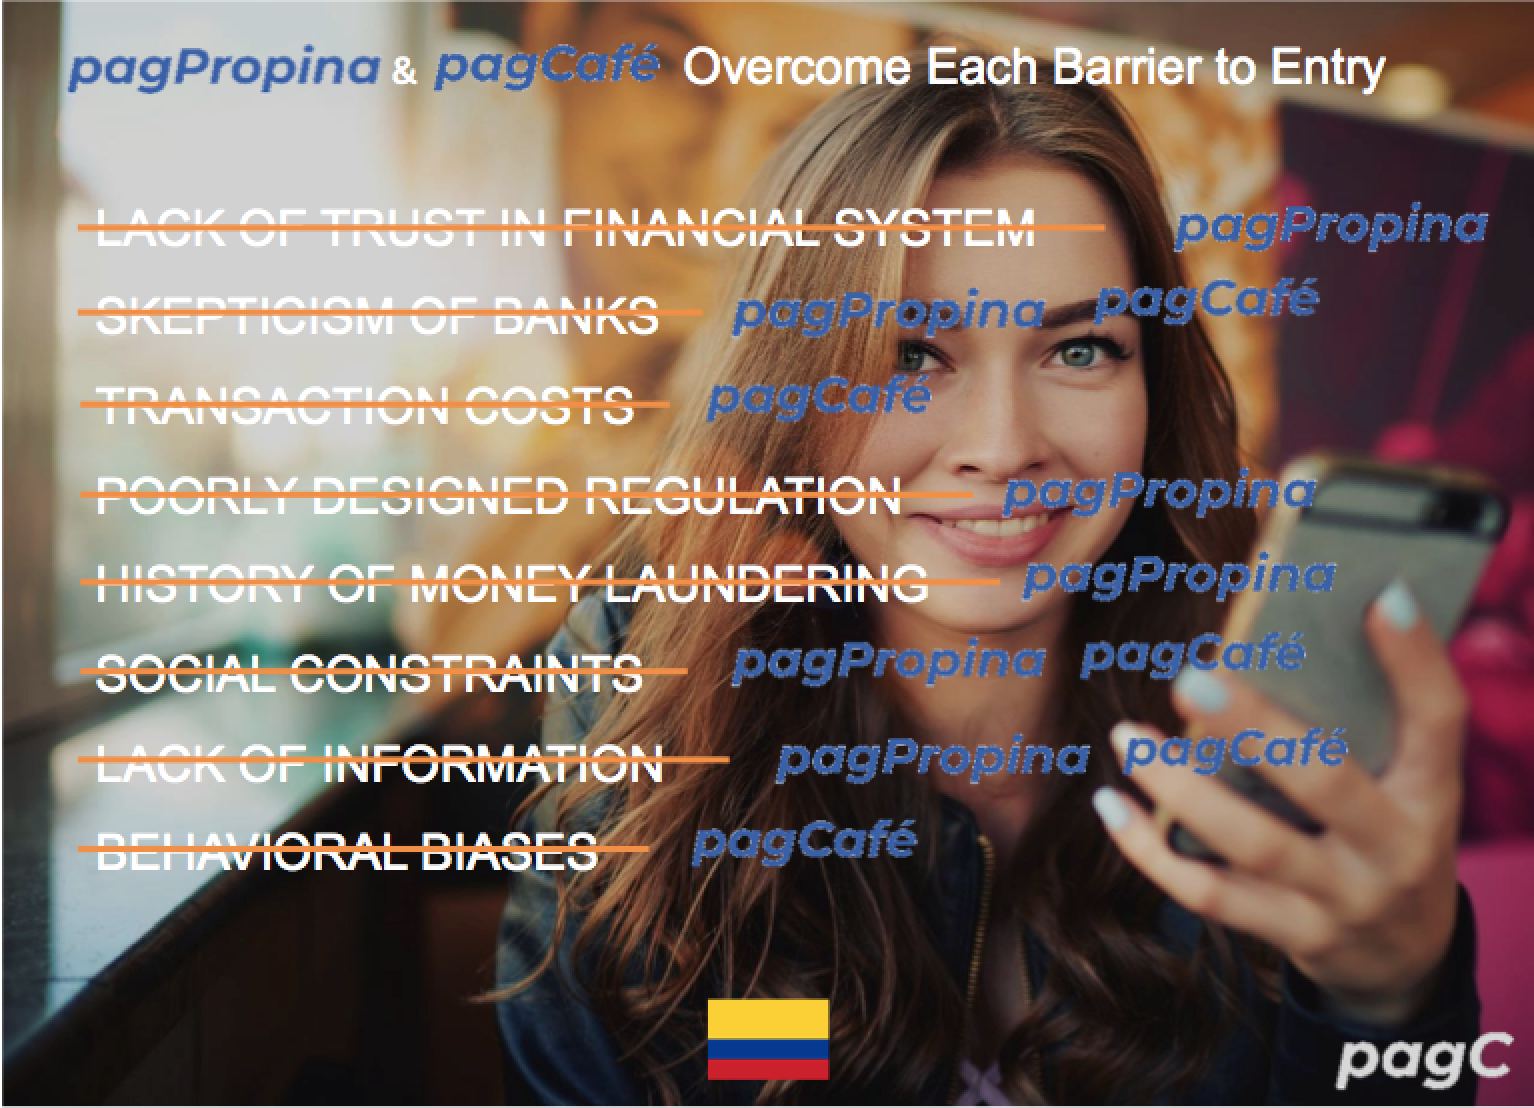 pagPropina & pagCafé Overcome Each Barrier to Entry
LACK OF TRUST IN FINANCIAL SYSTEM pagPropina
SKEPTICISM OF BANKS pagPropina pagCafé
TRANSACTION COSTS pagCafé
POORLY DESIGNED REGULATION pagPropina
HISTORY OF MONEY LAUNDERING pagPropina
SOCIAL CONSTRAINTS pagPropina pagCafé
LACK OF INFORMATION pagPropina pagCafé
BEHAVIORAL BIASES pagCafé
pagC